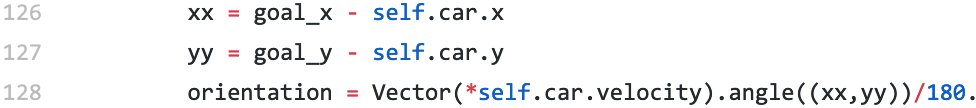 126 xx = goal_x - self.car.x
127 yy = goal_y - self.car.y
128 orientation = Vector(*self.car.velocity).angle((xx,yy))/180.